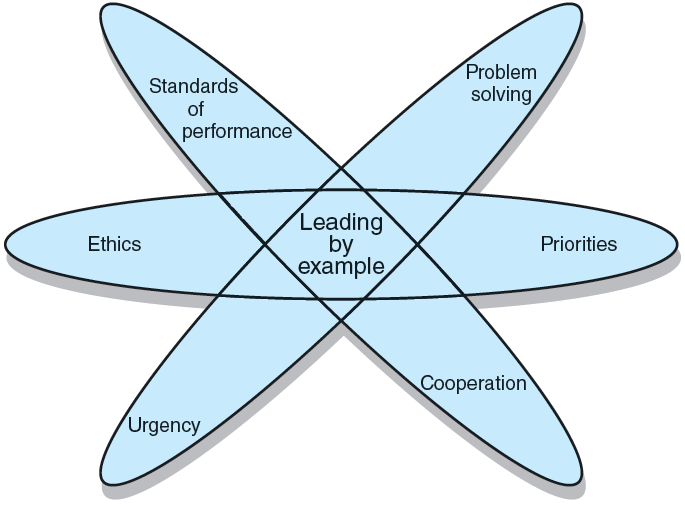 Standards
of
performance
Problem
solving
Ethics
Leading
by
example
Priorities
Urgency
Cooperation